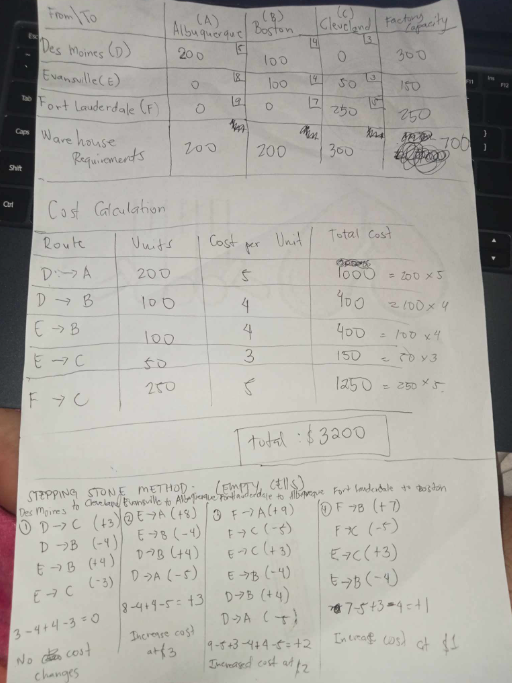 From\To (A) Albuquerque (B) Boston (C) Cleveland Factory Capacity
Des Moines (D) 200 5 100 4 0 3 300
Evansville (E) 0 8 100 4 50 3 150
Fort Lauderdale (F) 0 9 0 7 250 5 250
Warehouse Requirements 200 200 300 700
Cost Calculation
Route Units Cost per Unit Total Cost
D → A 200 5 1000 = 200 x 5
D → B 100 4 400 = 100 x 4
E → B 100 4 400 = 100 x 4
E → C 50 3 150 = 50 x 3
F → C 250 5 1250 = 250 x 5
Total : $3200
STEPPING STONE METHOD - (EMPTY CELLS)
Des Moines to Cleveland
① D → C (+3)
D → B (-4)
E → B (+4)
E → C (-3)
3 - 4 + 4 - 3 = 0
No cost changes
Evansville to Albuquerque
② E → A (+8)
E → B (-4)
D → B (+4)
D → A (-5)
8 - 4 + 4 - 5 = +3
Increase cost at $3
Fort Lauderdale to Albuquerque
③ F → A (+9)
F → C (-5)
E → C (+3)
E → B (-4)
D → B (+4)
D → A (-5)
9 - 5 + 3 - 4 + 4 - 5 = +2
Increased cost at $2
Fort Lauderdale to Boston
④ F → B (+7)
F → C (-5)
E → C (+3)
E → B (-4)
7 - 5 + 3 - 4 = +1
Increase cost at $1
Esc
Tab
Caps
Shift
Ctrl